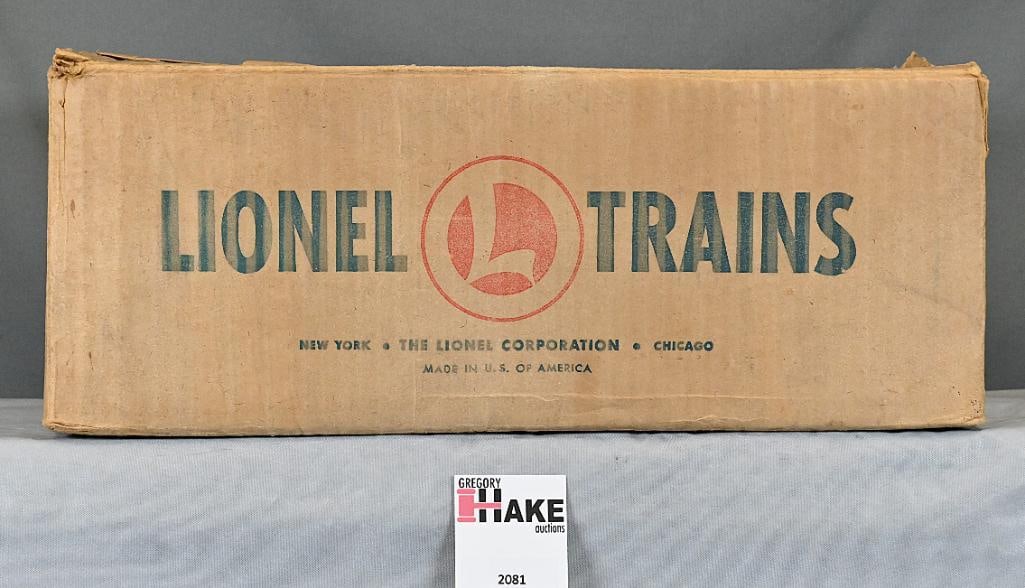 LIONEL L TRAINS
NEW YORK • THE LIONEL CORPORATION • CHICAGO
MADE IN U.S. OF AMERICA
GREGORY
HAKE
auctions
2081